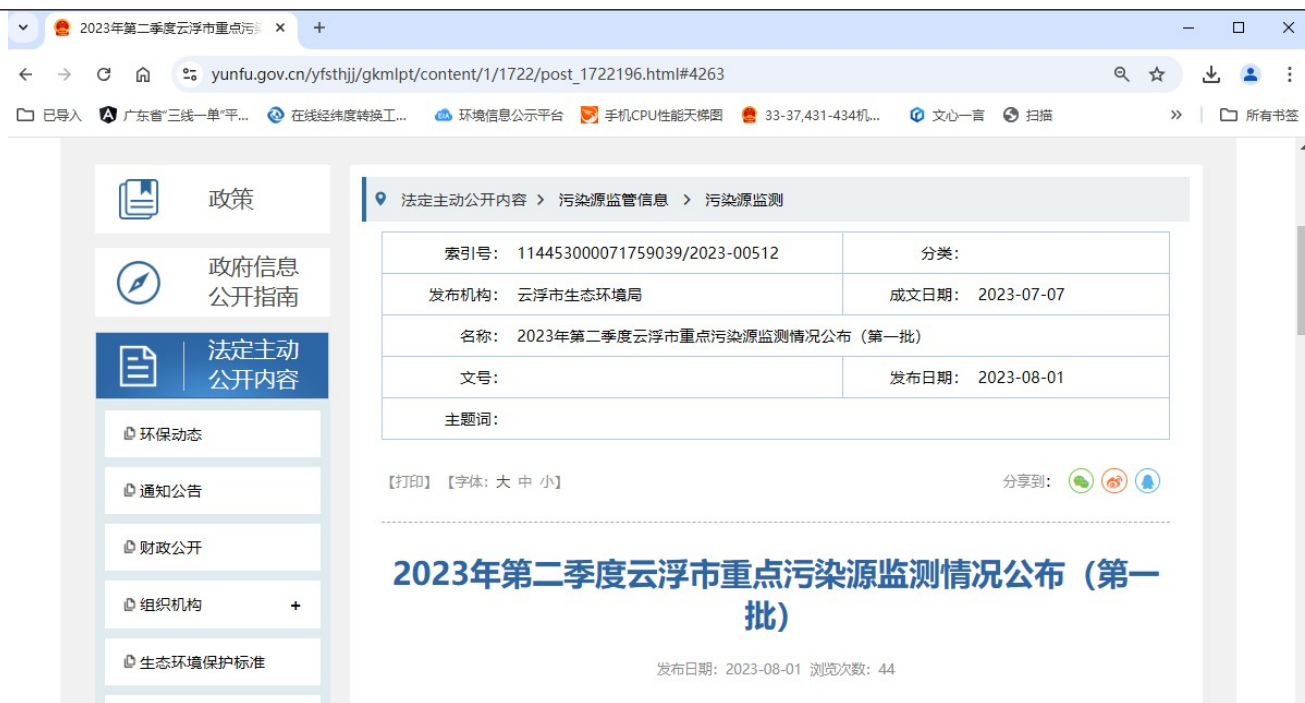 2023年第二季度云浮市重点污
yunfu.gov.cn/yfsthjj/gkmlpt/content/1/1722/post_1722196.html#4263
已导入 广东省“三线一单”平... 在线经纬度转换工... 环境信息公示平台 手机CPU性能天梯图 33-37,431-434机... 文心一言 扫描 » 所有书签
政策
政府信息
公开指南
法定主动
公开内容
环保动态
通知公告
财政公开
组织机构 +
生态环境保护标准
法定主动公开内容 > 污染源监管信息 > 污染源监测
索引号: 114453000071759039/2023-00512 分类:
发布机构: 云浮市生态环境局 成文日期: 2023-07-07
名称: 2023年第二季度云浮市重点污染源监测情况公布（第一批）
文号: 发布日期: 2023-08-01
主题词:
【打印】【字体: 大 中 小】 分享到:
2023年第二季度云浮市重点污染源监测情况公布（第一
批）
发布日期: 2023-08-01 浏览次数: 44